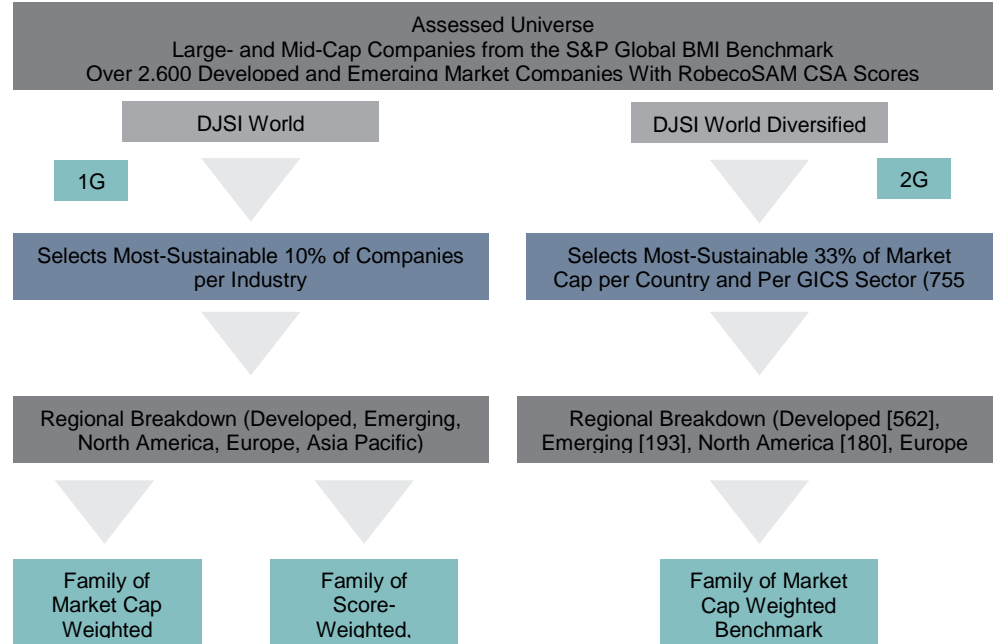 Assessed Universe
Large- and Mid-Cap Companies from the S&P Global BMI Benchmark
Over 2.600 Developed and Emerging Market Companies With RobecoSAM CSA Scores
DJSI World
DJSI World Diversified
1G
2G
Selects Most-Sustainable 10% of Companies
per Industry
Selects Most-Sustainable 33% of Market
Cap per Country and Per GICS Sector (755
Regional Breakdown (Developed, Emerging,
North America, Europe, Asia Pacific)
Regional Breakdown (Developed [562],
Emerging [193], North America [180], Europe
Family of
Market Cap
Weighted
Family of
Score-
Weighted,
Family of Market
Cap Weighted
Benchmark